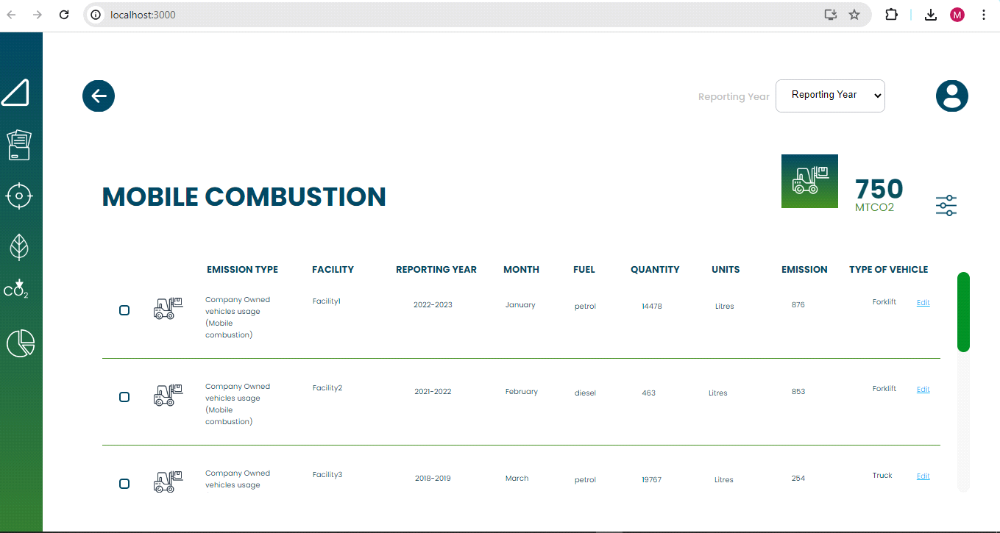 localhost:3000
M
Reporting Year
Reporting Year
MOBILE COMBUSTION
750
MTCO2
CO2
EMISSION TYPE FACILITY REPORTING YEAR MONTH FUEL QUANTITY UNITS EMISSION TYPE OF VEHICLE
Company Owned vehicles usage (Mobile combustion) Facility1 2022-2023 January petrol 14478 Litres 876 Forklift Edit
Company Owned vehicles usage (Mobile combustion) Facility2 2021-2022 February diesel 463 Litres 853 Forklift Edit
Company Owned vehicles usage Facility3 2018-2019 March petrol 19767 Litres 254 Truck Edit